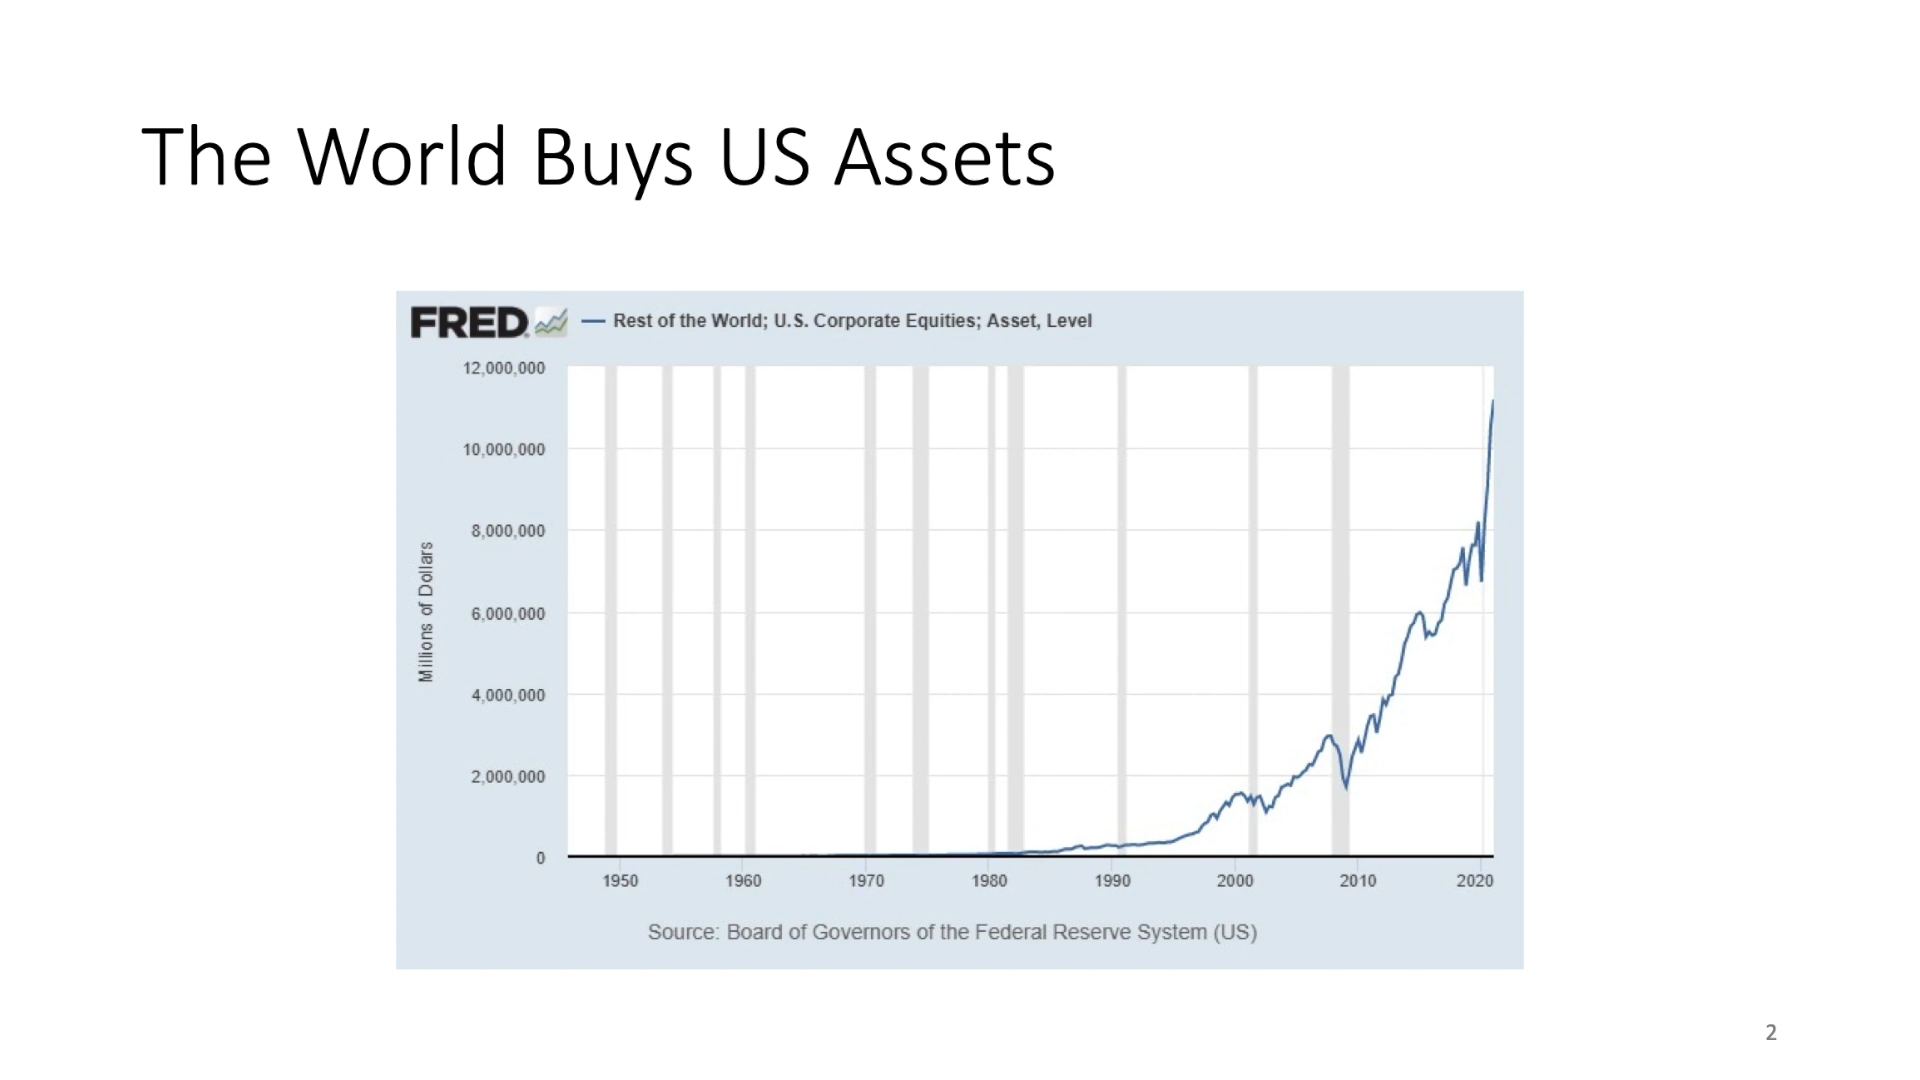 The World Buys US Assets
FRED
Rest of the World; U.S. Corporate Equities; Asset, Level
12,000,000
10,000,000
8,000,000
6,000,000
4,000,000
2,000,000
0
Millions of Dollars
1950 1960 1970 1980 1990 2000 2010 2020
Source: Board of Governors of the Federal Reserve System (US)
2